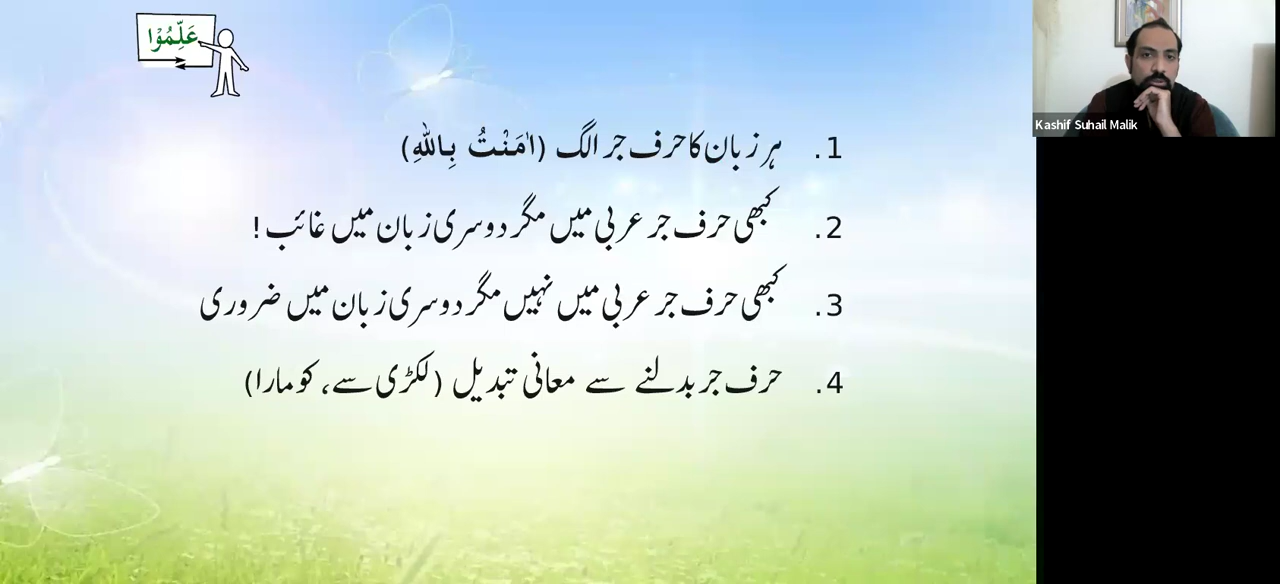 عَلِّمُوْا
Kashif Suhail Malik
1. ہر زبان کا حرف جر الگ (اٰمَنْتُ بِاللّٰهِ)
2. کبھی حرف جر عربی میں مگر دوسری زبان میں غائب!
3. کبھی حرف جر عربی میں نہیں مگر دوسری زبان میں ضروری
4. حرف جر بدلنے سے معانی تبدیل (لکڑی سے، کو مارا)